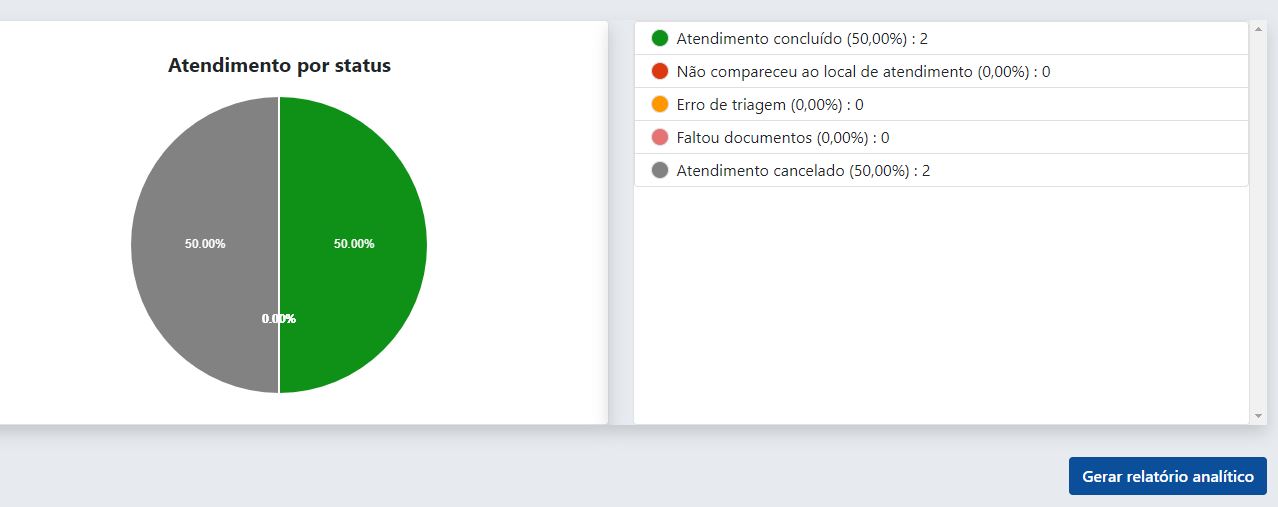 Atendimento por status
50.00%
50.00%
0.00%
Atendimento concluído (50,00%) : 2
Não compareceu ao local de atendimento (0,00%) : 0
Erro de triagem (0,00%) : 0
Faltou documentos (0,00%) : 0
Atendimento cancelado (50,00%) : 2
Gerar relatório analítico